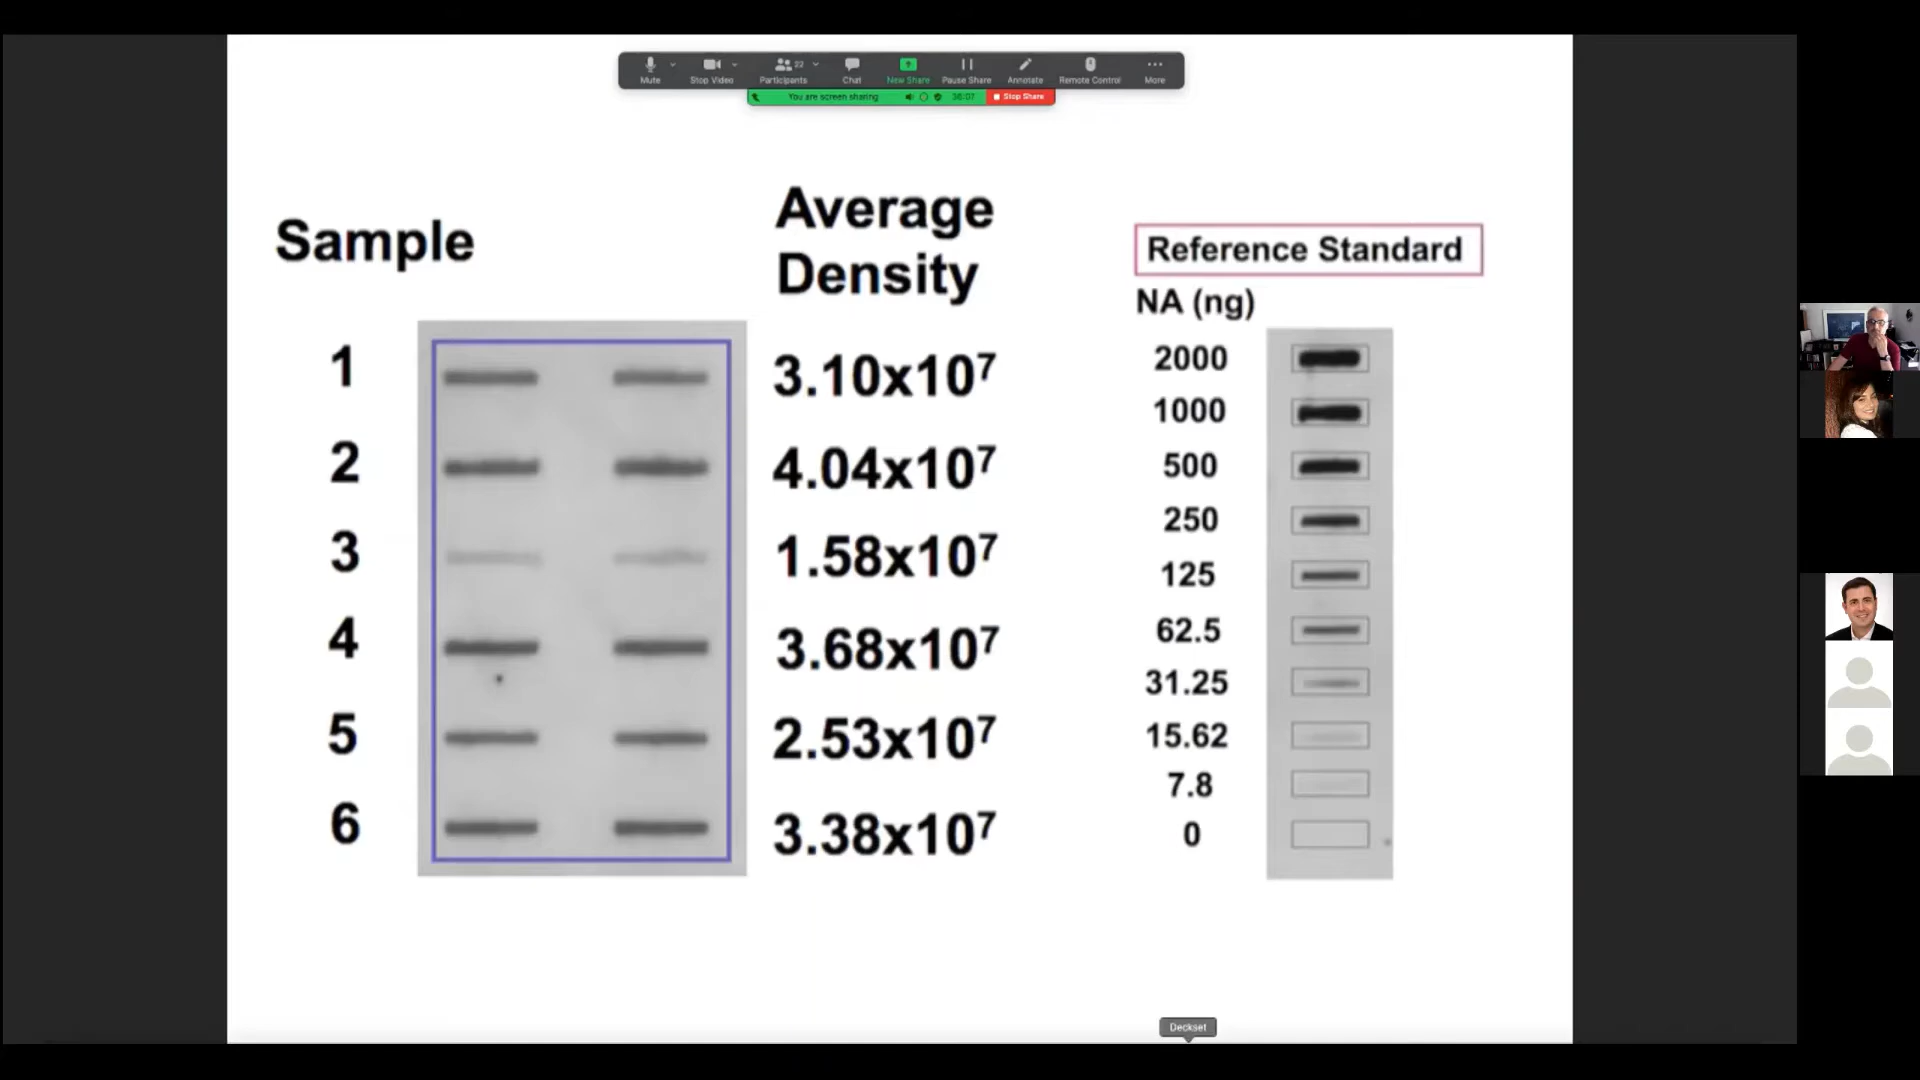 Mute
Stop Video
Participants
22
Chat
New Share
Pause Share
Annotate
Remote Control
More
You are screen sharing
36:07
Stop Share
Sample
Average
Density
Reference Standard
NA (ng)
1
3.10x10⁷
2000
1000
2
4.04x10⁷
500
250
3
1.58x10⁷
125
4
3.68x10⁷
62.5
31.25
5
2.53x10⁷
15.62
7.8
6
3.38x10⁷
0
Deckset